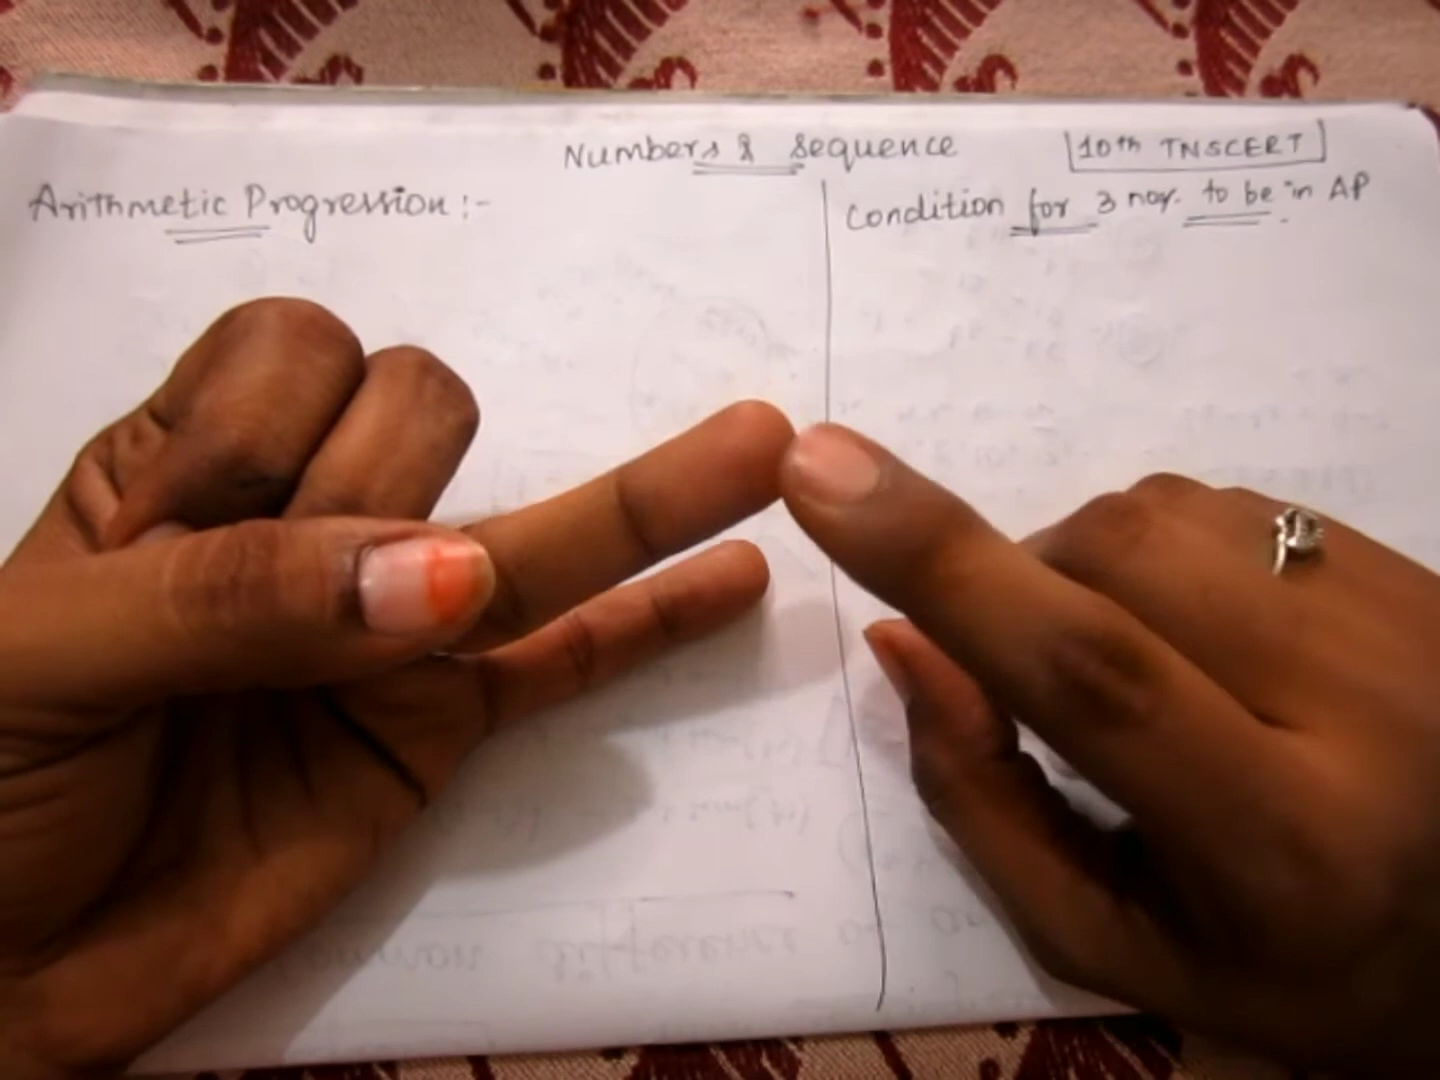 Numbers & Sequence
10th TNSCERT
Arithmetic Progression :-
Condition for 3 nos. to be in AP